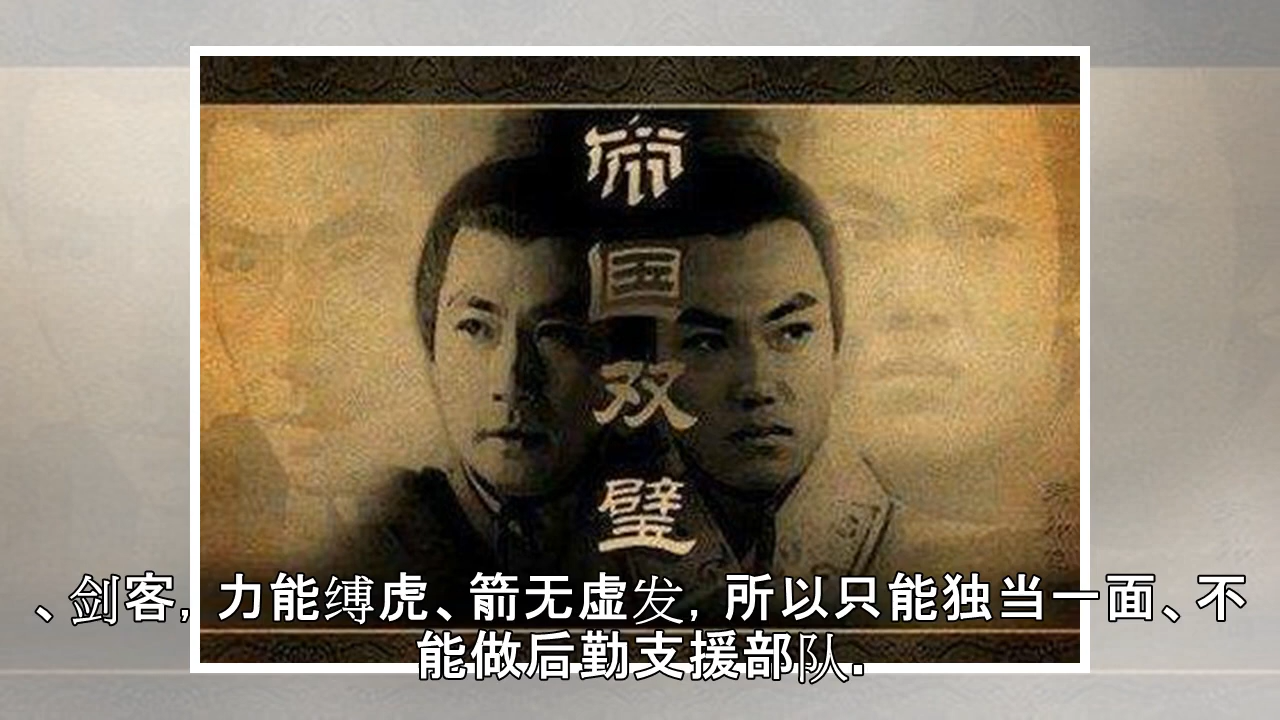 帝
国
双
璧
、剑客,力能缚虎、箭无虚发,所以只能独当一面、不
能做后勤支援部队.